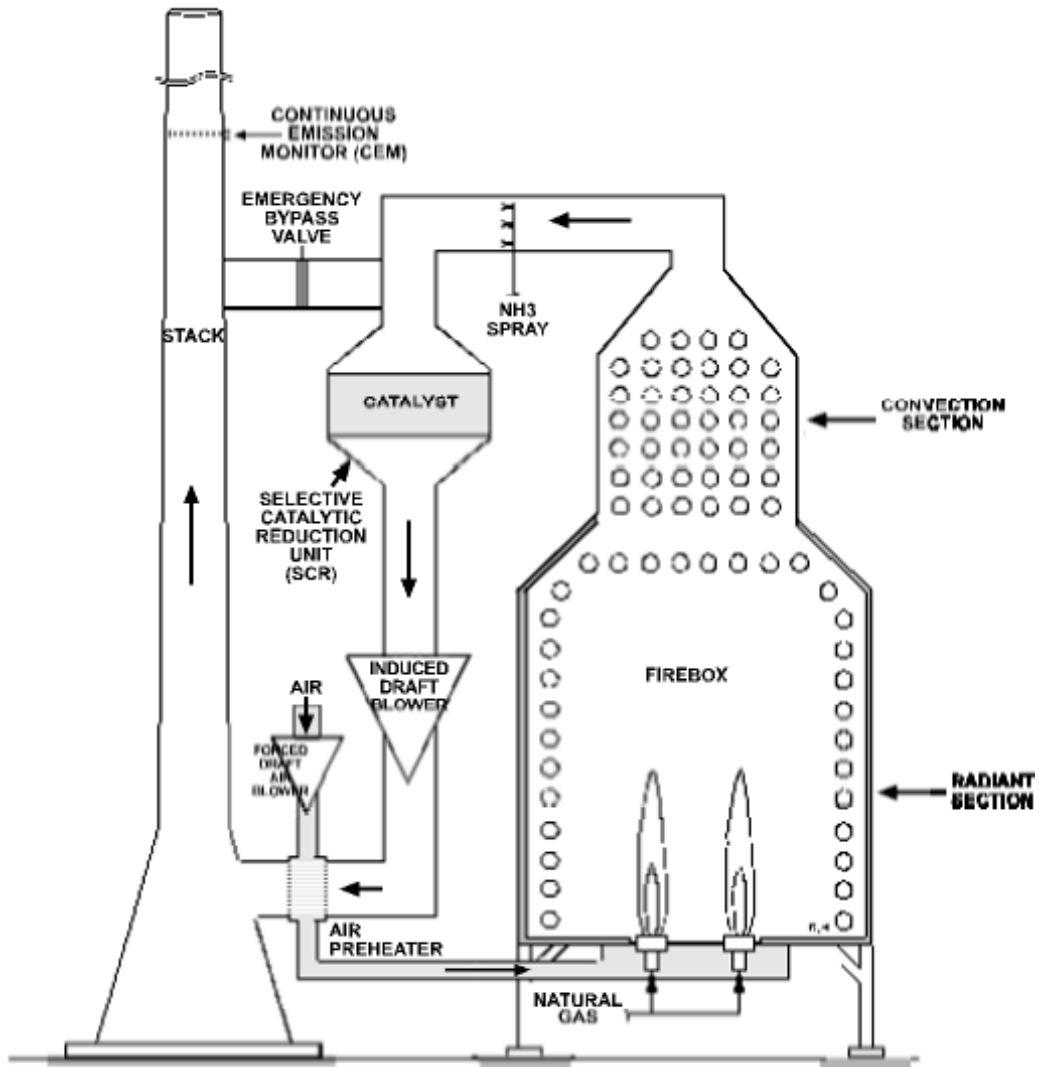 CONTINUOUS
EMISSION
MONITOR (CEM)
EMERGENCY
BYPASS
VALVE
NH3
SPRAY
STACK
CATALYST
CONVECTION
SECTION
SELECTIVE
CATALYTIC
REDUCTION
UNIT
(SCR)
INDUCED
DRAFT
BLOWER
FIREBOX
AIR
FORCED
DRAFT
AIR
BLOWER
RADIANT
SECTION
AIR
PREHEATER
NATURAL
GAS